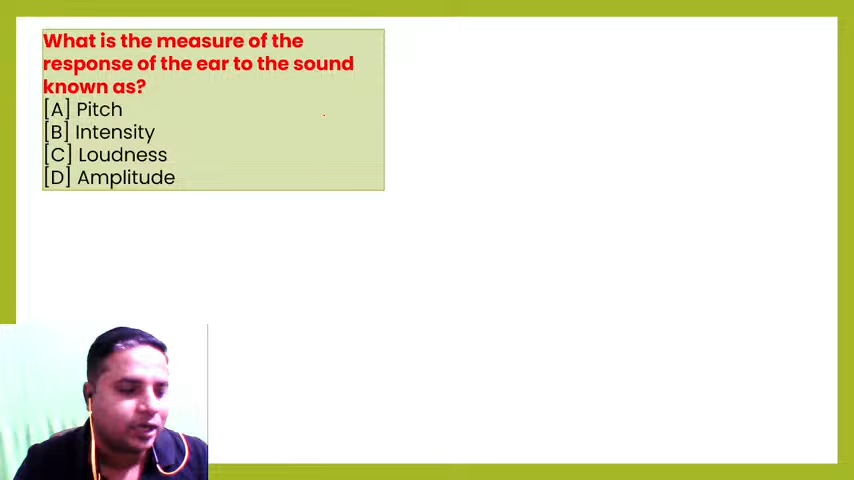 What is the measure of the
response of the ear to the sound
known as?
[A] Pitch
[B] Intensity
[C] Loudness
[D] Amplitude